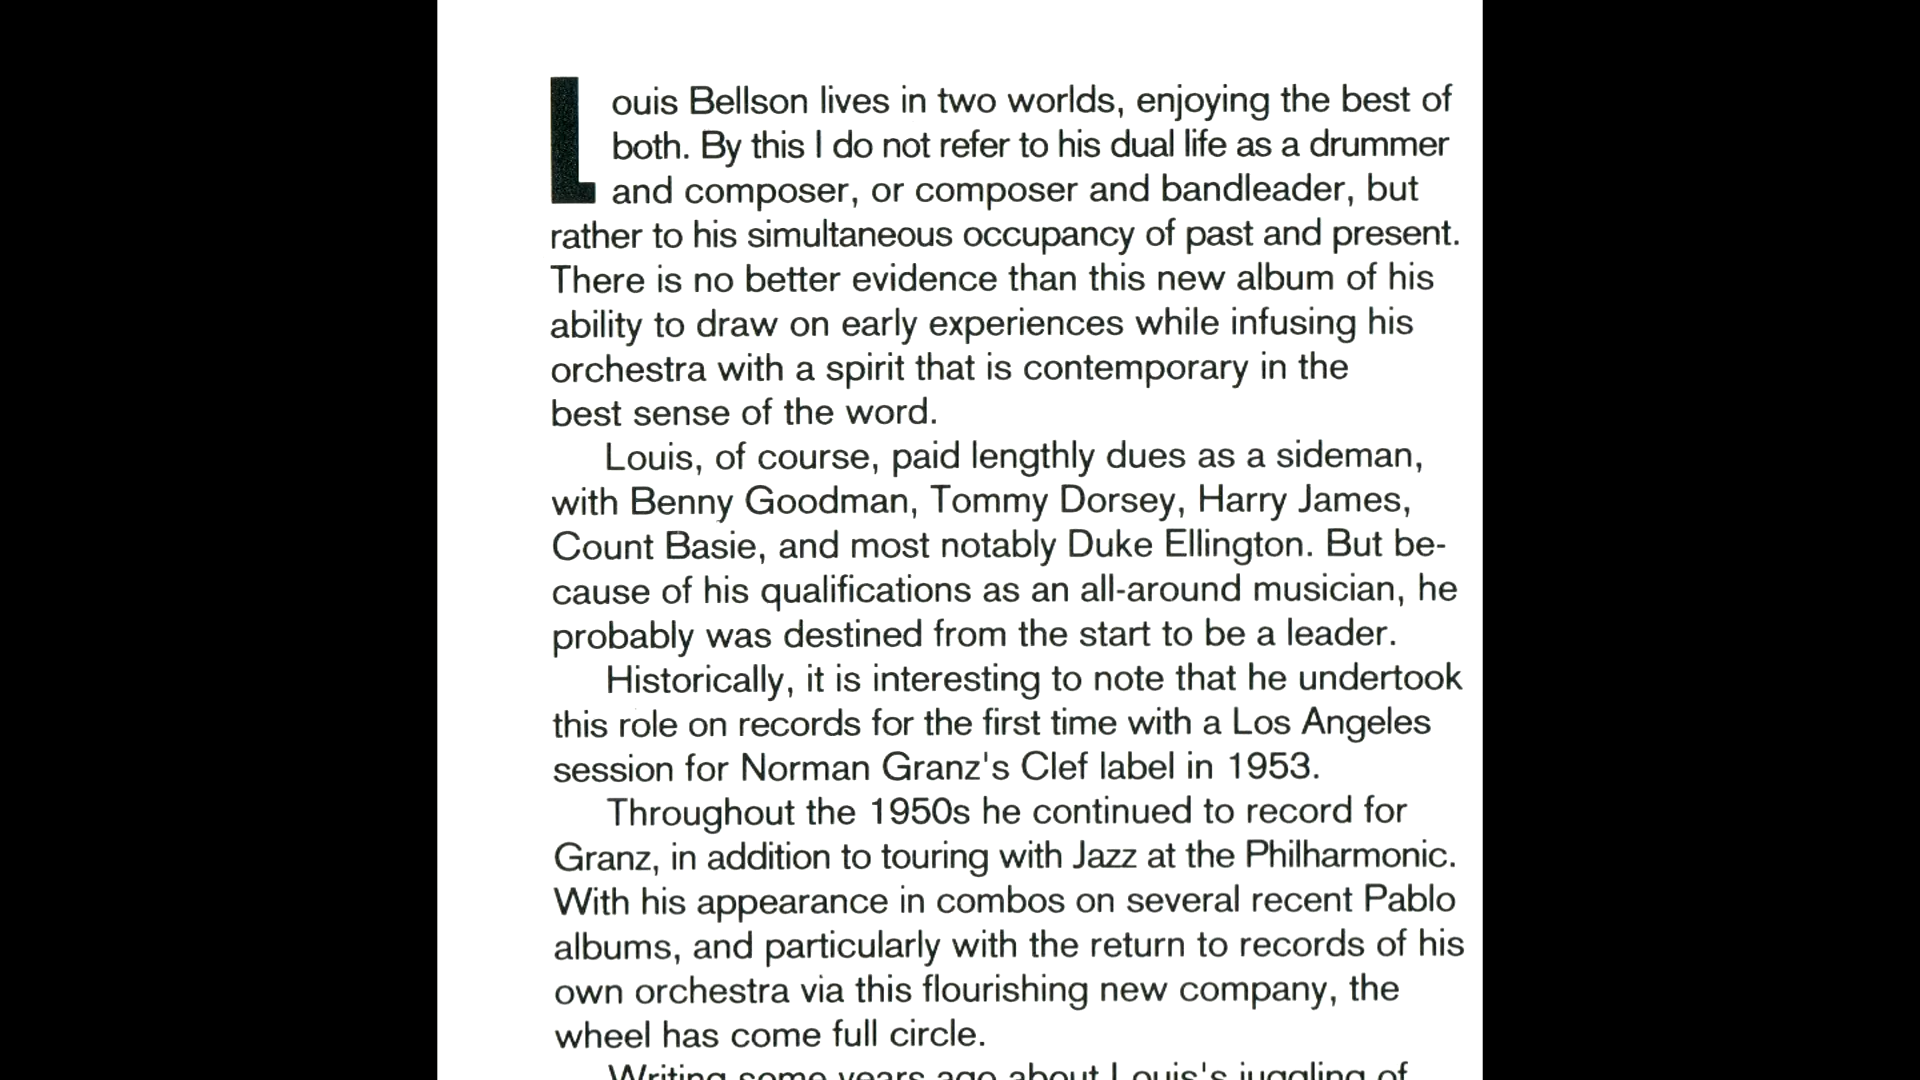 Louis Bellson lives in two worlds, enjoying the best of
both. By this I do not refer to his dual life as a drummer
and composer, or composer and bandleader, but
rather to his simultaneous occupancy of past and present.
There is no better evidence than this new album of his
ability to draw on early experiences while infusing his
orchestra with a spirit that is contemporary in the
best sense of the word.
Louis, of course, paid lengthly dues as a sideman,
with Benny Goodman, Tommy Dorsey, Harry James,
Count Basie, and most notably Duke Ellington. But be-
cause of his qualifications as an all-around musician, he
probably was destined from the start to be a leader.
Historically, it is interesting to note that he undertook
this role on records for the first time with a Los Angeles
session for Norman Granz's Clef label in 1953.
Throughout the 1950s he continued to record for
Granz, in addition to touring with Jazz at the Philharmonic.
With his appearance in combos on several recent Pablo
albums, and particularly with the return to records of his
own orchestra via this flourishing new company, the
wheel has come full circle.
Writing some years ago about Louis's juggling of